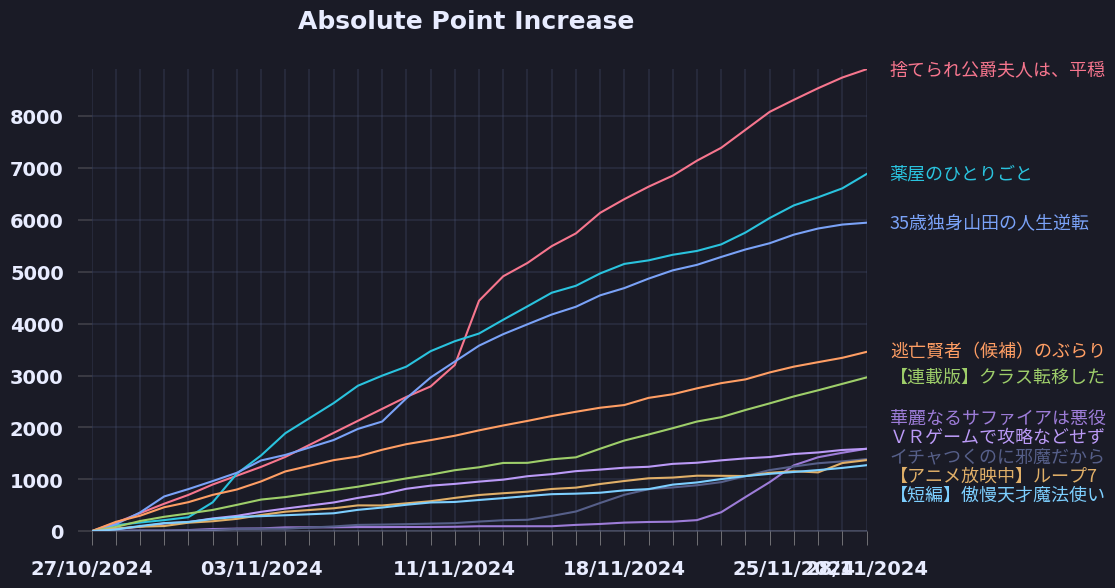 Absolute Point Increase
捨てられ公爵夫人は、平穏
8000
7000
薬屋のひとりごと
6000
35歳独身山田の人生逆転
5000
4000
逃亡賢者（候補）のぶらり
3000
【連載版】クラス転移した
華麗なるサファイアは悪役
2000
ＶＲゲームで攻略などせず
イチャつくのに邪魔だから
1000
【アニメ放映中】ループ7
【短編】傲慢天才魔法使い
0
27/10/2024 03/11/2024 11/11/2024 18/11/2024 25/11/2024 28/11/2024